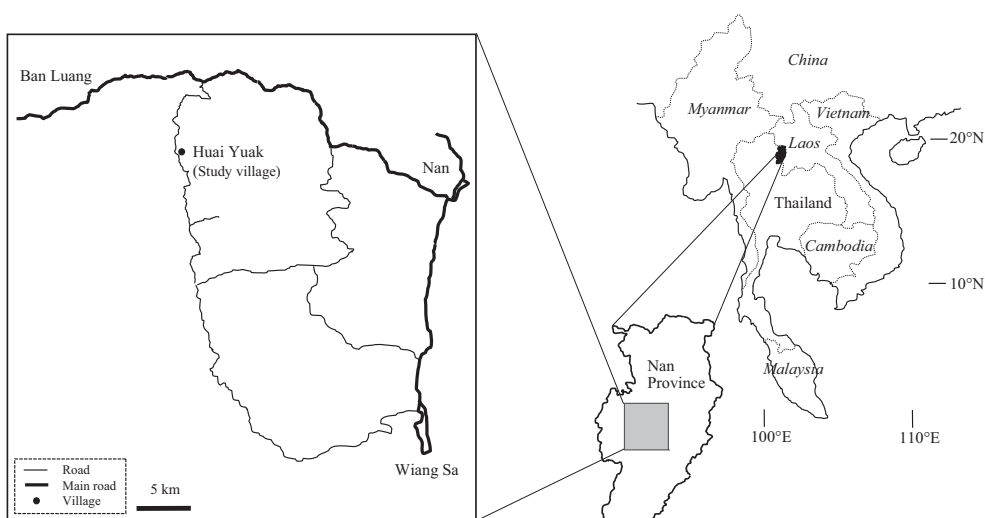 Ban Luang
Huai Yuak
(Study village)
Nan
Wiang Sa
Road
Main road
Village
5 km
China
Myanmar
Vietnam
Laos
20°N
Thailand
Cambodia
10°N
Nan
Province
Malaysia
100°E
110°E